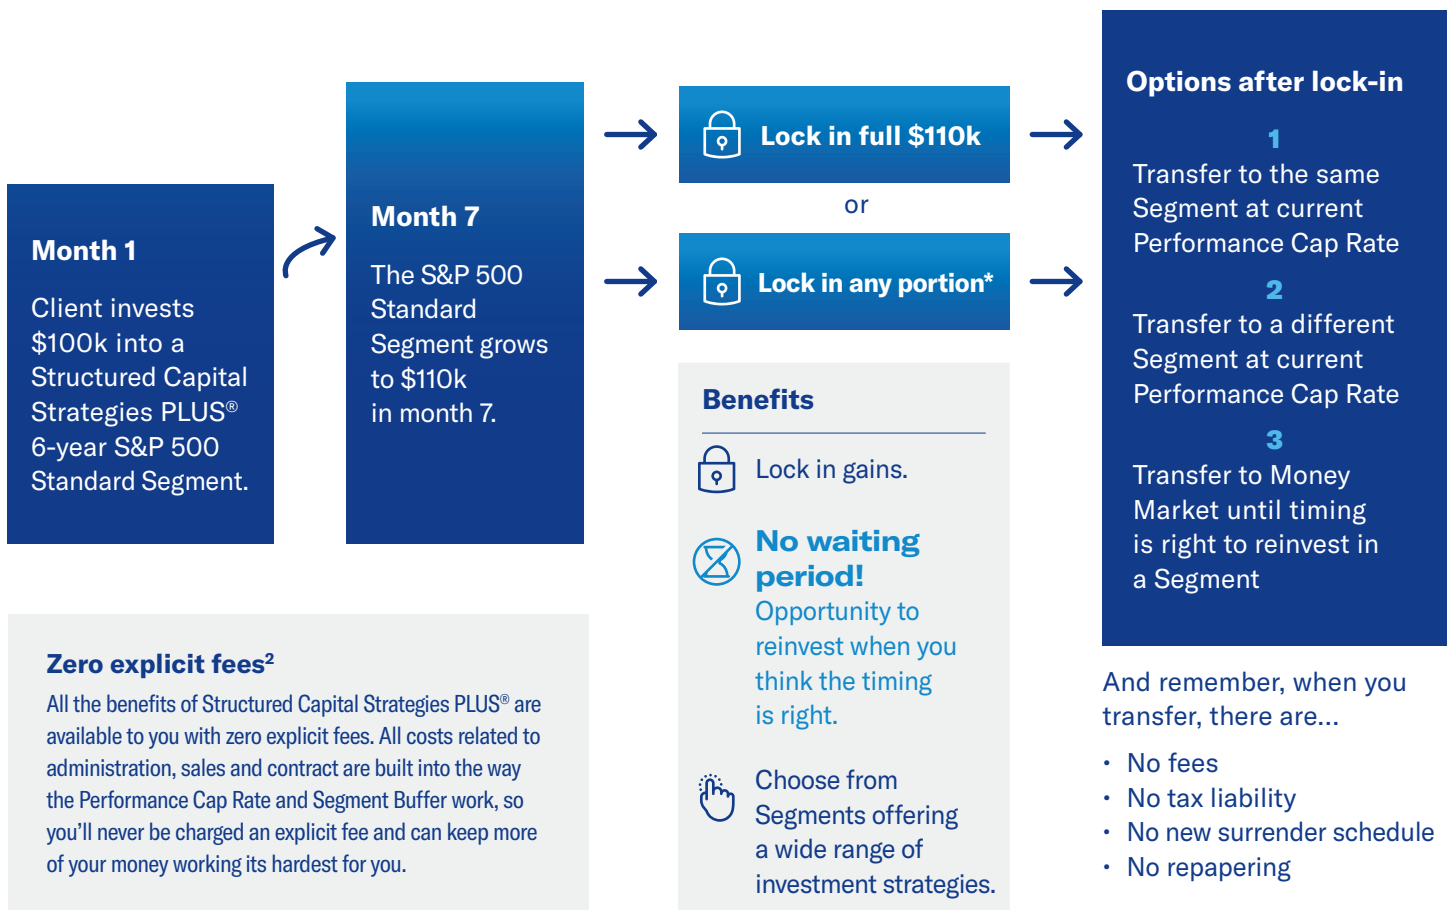 Month 1
Client invests
$100k into a
Structured Capital
Strategies PLUS®
6-year S&P 500
Standard Segment.
Month 7
The S&P 500
Standard
Segment grows
to $110k
in month 7.
Lock in full $110k
or
Lock in any portion*
Options after lock-in
1
Transfer to the same
Segment at current
Performance Cap Rate
2
Transfer to a different
Segment at current
Performance Cap Rate
3
Transfer to Money
Market until timing
is right to reinvest in
a Segment
Benefits
Lock in gains.
No waiting
period!
Opportunity to
reinvest when you
think the timing
is right.
Choose from
Segments offering
a wide range of
investment strategies.
Zero explicit fees²
All the benefits of Structured Capital Strategies PLUS® are
available to you with zero explicit fees. All costs related to
administration, sales and contract are built into the way
the Performance Cap Rate and Segment Buffer work, so
you’ll never be charged an explicit fee and can keep more
of your money working its hardest for you.
And remember, when you
transfer, there are...
• No fees
• No tax liability
• No new surrender schedule
• No repapering